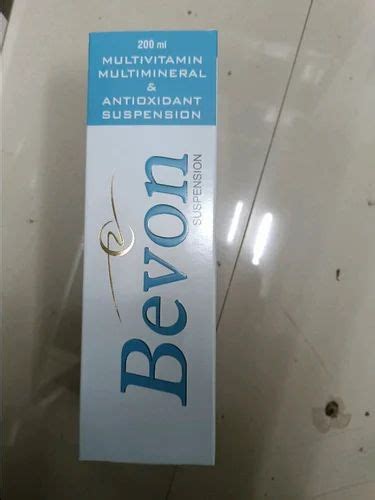 200 ml
MULTIVITAMIN
MULTIMINERAL
&
ANTIOXIDANT
SUSPENSION
Bevon
SUSPENSION